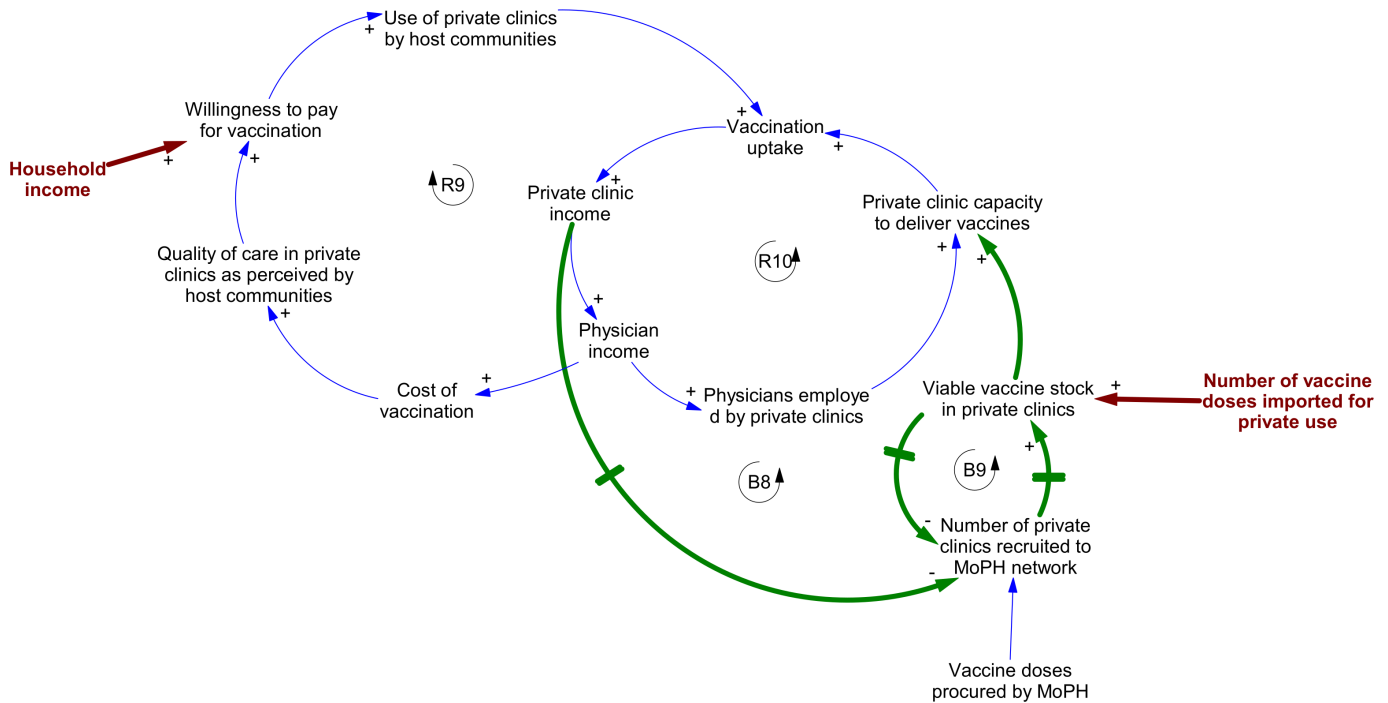 Use of private clinics
by host communities
+
Willingness to pay
for vaccination
+
Household
income
+
+
R9
Quality of care in private
clinics as perceived by
host communities
+
Cost of
vaccination
+
Vaccination
uptake
+
+
Private clinic
income
+
R10
Private clinic capacity
to deliver vaccines
+
+
+
Physician
income
Physicians employe
d by private clinics
+
Viable vaccine stock
in private clinics
+
Number of vaccine
doses imported for
private use
B8
B9
+
-
Number of private
clinics recruited to
MoPH network
-
Vaccine doses
procured by MoPH